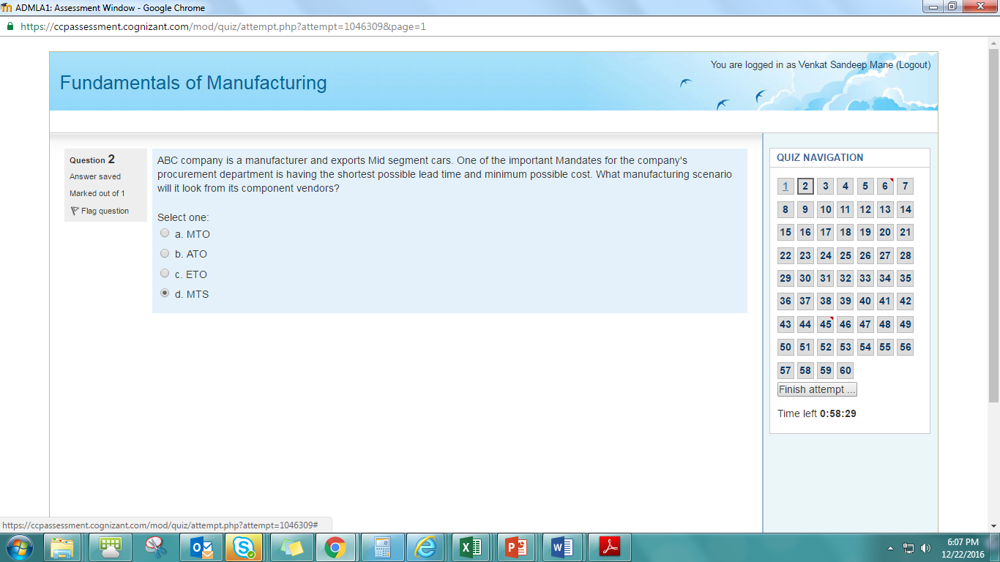 ADMLA1: Assessment Window - Google Chrome
https://ccpassessment.cognizant.com/mod/quiz/attempt.php?attempt=1046309&page=1
You are logged in as Venkat Sandeep Mane (Logout)
Fundamentals of Manufacturing
Question 2
Answer saved
Marked out of 1
Flag question
ABC company is a manufacturer and exports Mid segment cars. One of the important Mandates for the company's
procurement department is having the shortest possible lead time and minimum possible cost. What manufacturing scenario
will it look from its component vendors?
Select one:
a. MTO
b. ATO
c. ETO
d. MTS
QUIZ NAVIGATION
1 2 3 4 5 6 7
8 9 10 11 12 13 14
15 16 17 18 19 20 21
22 23 24 25 26 27 28
29 30 31 32 33 34 35
36 37 38 39 40 41 42
43 44 45 46 47 48 49
50 51 52 53 54 55 56
57 58 59 60
Finish attempt ...
Time left 0:58:29
https://ccpassessment.cognizant.com/mod/quiz/attempt.php?attempt=1046309#
6:07 PM
12/22/2016